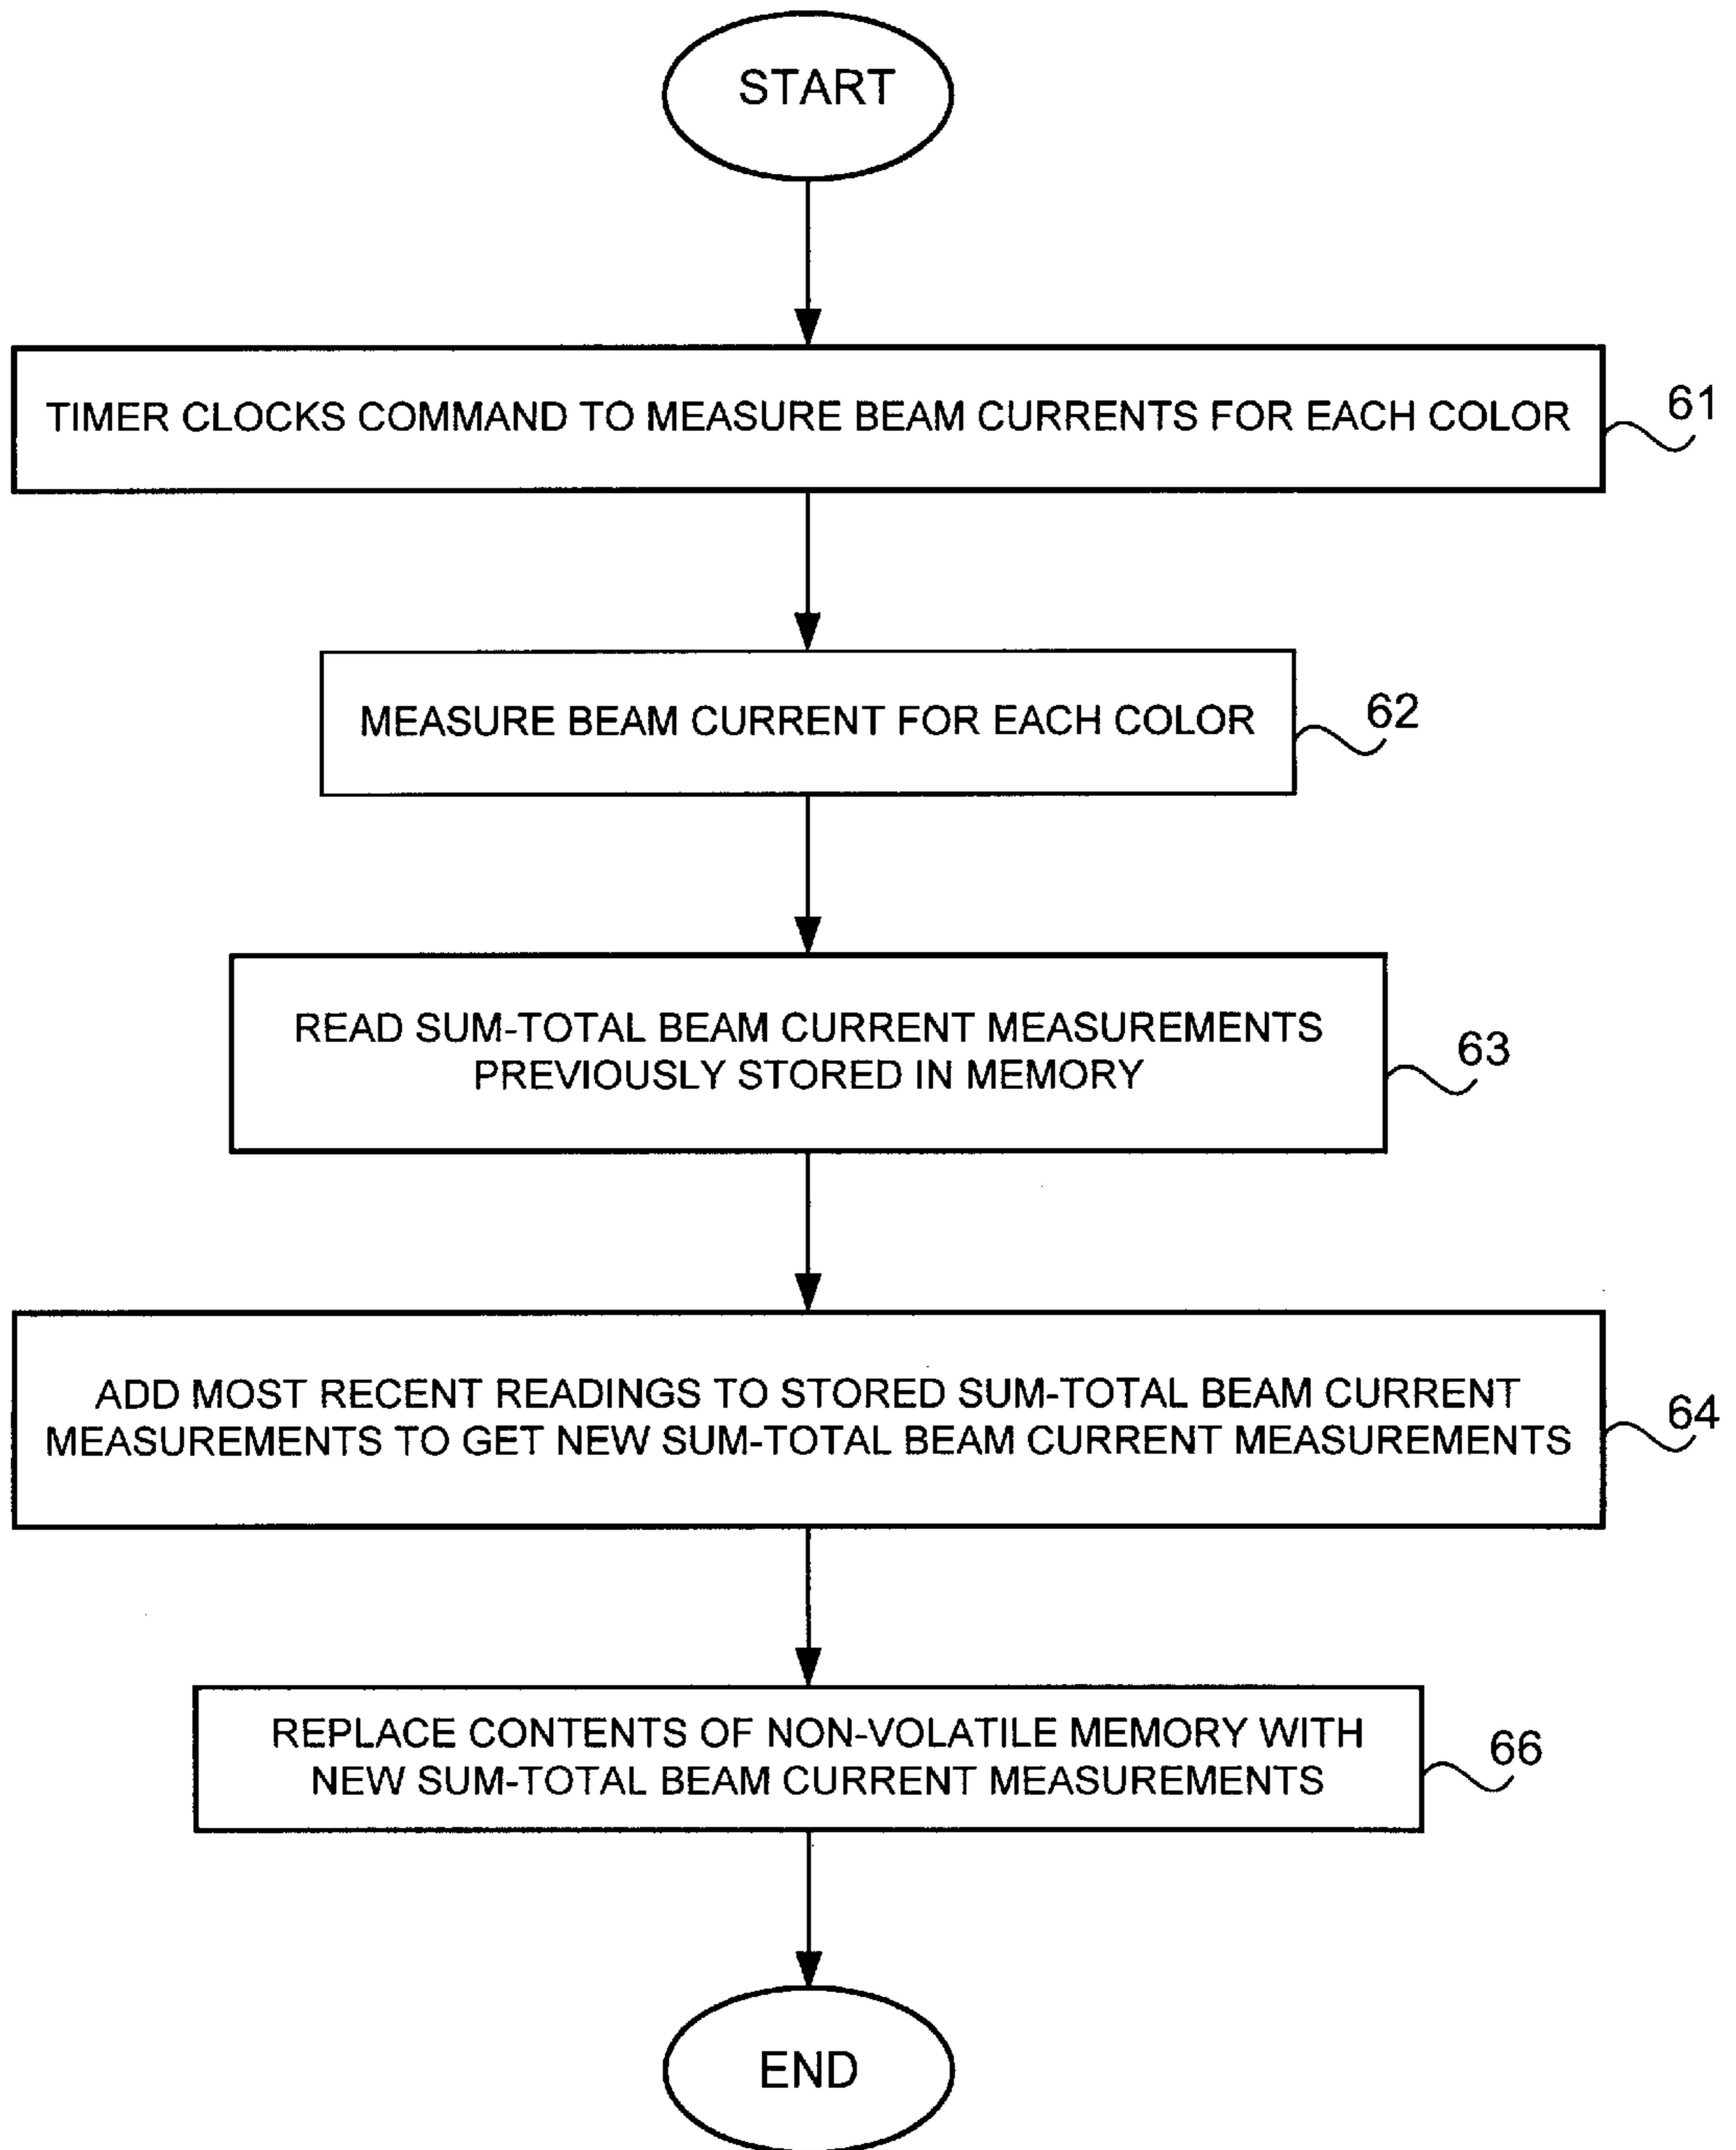 START
TIMER CLOCKS COMMAND TO MEASURE BEAM CURRENTS FOR EACH COLOR
61
MEASURE BEAM CURRENT FOR EACH COLOR
62
READ SUM-TOTAL BEAM CURRENT MEASUREMENTS
PREVIOUSLY STORED IN MEMORY
63
ADD MOST RECENT READINGS TO STORED SUM-TOTAL BEAM CURRENT
MEASUREMENTS TO GET NEW SUM-TOTAL BEAM CURRENT MEASUREMENTS
64
REPLACE CONTENTS OF NON-VOLATILE MEMORY WITH
NEW SUM-TOTAL BEAM CURRENT MEASUREMENTS
66
END